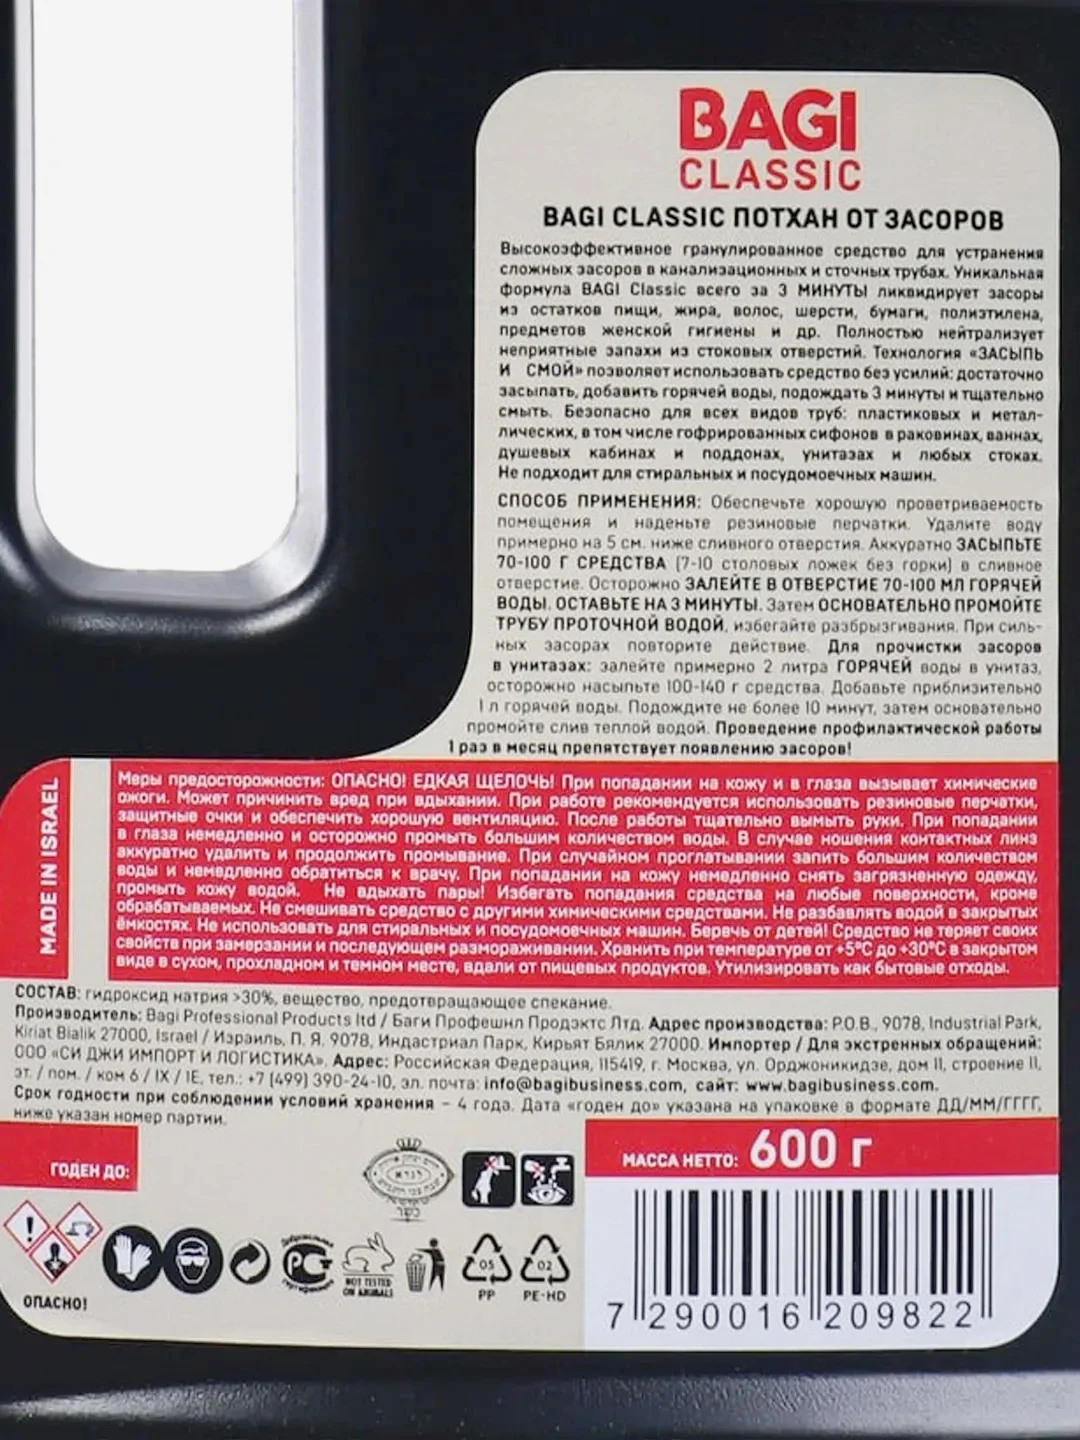 BAGI
CLASSIC
BAGI CLASSIC ПОТХАН ОТ ЗАСОРОВ
Высокоэффективное гранулированное средство для устранения
сложных засоров в канализационных и сточных трубах. Уникальная
формула BAGI Classic всего за 3 МИНУТЫ ликвидирует засоры
из остатков пищи, жира, волос, шерсти, бумаги, полиэтилена,
предметов женской гигиены и др. Полностью нейтрализует
неприятные запахи из стоковых отверстий. Технология «ЗАСЫПЬ
И СМОЙ» позволяет использовать средство без усилий: достаточно
засыпать, добавить горячей воды, подождать 3 минуты и тщательно
смыть. Безопасно для всех видов труб: пластиковых и метал-
лических, в том числе гофрированных сифонов в раковинах, ваннах,
душевых кабинах и поддонах, унитазах и любых стоках.
Не подходит для стиральных и посудомоечных машин.
СПОСОБ ПРИМЕНЕНИЯ: Обеспечьте хорошую проветриваемость
помещения и наденьте резиновые перчатки. Удалите воду
примерно на 5 см. ниже сливного отверстия. Аккуратно ЗАСЫПЬТЕ
70-100 Г СРЕДСТВА (7-10 столовых ложек без горки) в сливное
отверстие. Осторожно ЗАЛЕЙТЕ В ОТВЕРСТИЕ 70-100 МЛ ГОРЯЧЕЙ
ВОДЫ. ОСТАВЬТЕ НА 3 МИНУТЫ. Затем ОСНОВАТЕЛЬНО ПРОМОЙТЕ
ТРУБУ ПРОТОЧНОЙ ВОДОЙ, избегайте разбрызгивания. При силь-
ных засорах повторите действие. Для прочистки засоров
в унитазах: залейте примерно 2 литра ГОРЯЧЕЙ воды в унитаз,
осторожно насыпьте 100-140 г средства. Добавьте приблизительно
1 л горячей воды. Подождите не более 10 минут, затем основательно
промойте слив теплой водой. Проведение профилактической работы
1 раз в месяц препятствует появлению засоров!
MADE IN ISRAEL
Меры предосторожности: ОПАСНО! ЕДКАЯ ЩЕЛОЧЬ! При попадании на кожу и в глаза вызывает химические
ожоги. Может причинить вред при вдыхании. При работе рекомендуется использовать резиновые перчатки,
защитные очки и обеспечить хорошую вентиляцию. После работы тщательно вымыть руки. При попадании
в глаза немедленно и осторожно промыть большим количеством воды. В случае ношения контактных линз
аккуратно удалить и продолжить промывание. При случайном проглатывании запить большим количеством
воды и немедленно обратиться к врачу. При попадании на кожу немедленно снять загрязненную одежду,
промыть кожу водой. Не вдыхать пары! Избегать попадания средства на любые поверхности, кроме
обрабатываемых. Не смешивать средство с другими химическими средствами. Не разбавлять водой в закрытых
ёмкостях. Не использовать для стиральных и посудомоечных машин. Беречь от детей! Средство не теряет своих
свойств при замерзании и последующем размораживании. Хранить при температуре от +5°С до +30°С в закрытом
виде в сухом, прохладном и темном месте, вдали от пищевых продуктов. Утилизировать как бытовые отходы.
СОСТАВ: гидроксид натрия >30%, вещество, предотвращающее спекание.
Производитель: Bagi Professional Products ltd / Баги Профешнл Продэктс Лтд. Адрес производства: P.O.B., 9078, Industrial Park,
Kiriat Bialik 27000, Israel / Израиль, П. Я. 9078, Индастриал Парк, Кирьят Бялик 27000. Импортер / Для экстренных обращений:
ООО «СИ ДЖИ ИМПОРТ И ЛОГИСТИКА». Адрес: Российская Федерация, 115419, г. Москва, ул. Орджоникидзе, дом 11, строение 11,
эт. / пом. / ком 6 / IX / 1E, тел.: +7 (499) 390-24-10, эл. почта: info@bagibusiness.com, сайт: www.bagibusiness.com.
Срок годности при соблюдении условий хранения – 4 года. Дата «годен до» указана на упаковке в формате ДД/ММ/ГГГГ,
ниже указан номер партии.
ГОДЕН ДО:
МАССА НЕТТО: 600 г
כשר
Добровольная
сертификация
NOT TESTED
ON ANIMALS
05
PP
02
PE-HD
ОПАСНО!
7 290016 209822